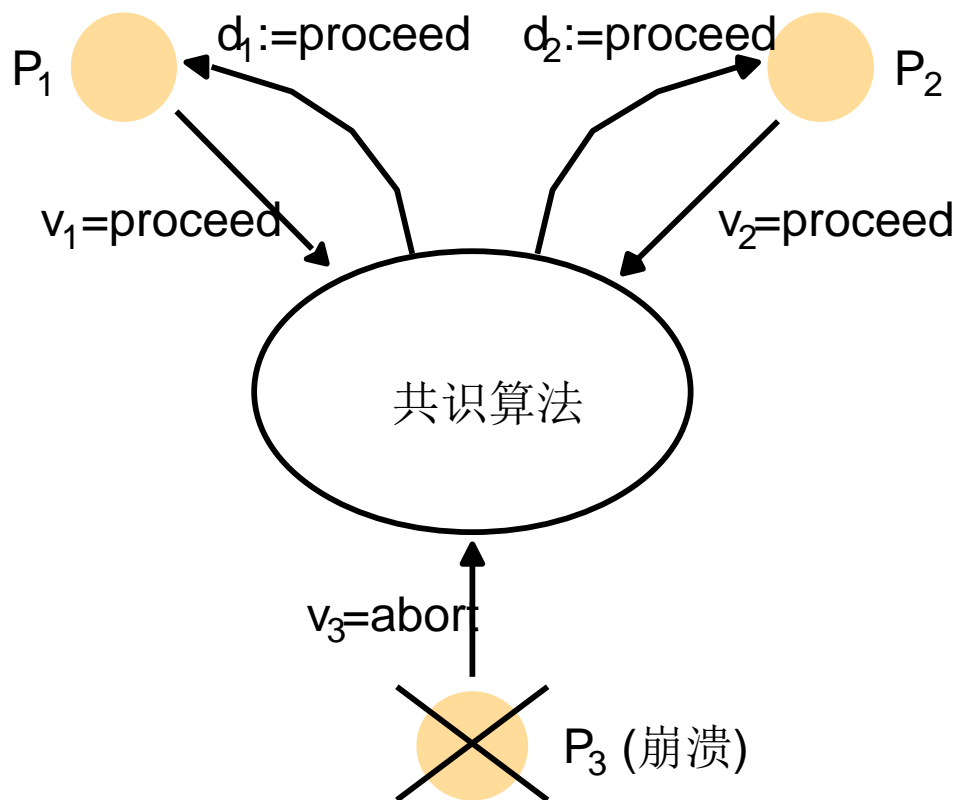 d₁:=proceed
d₂:=proceed
P₁
P₂
v₁=proceed
v₂=proceed
共识算法
v₃=abort
P₃ (崩溃)